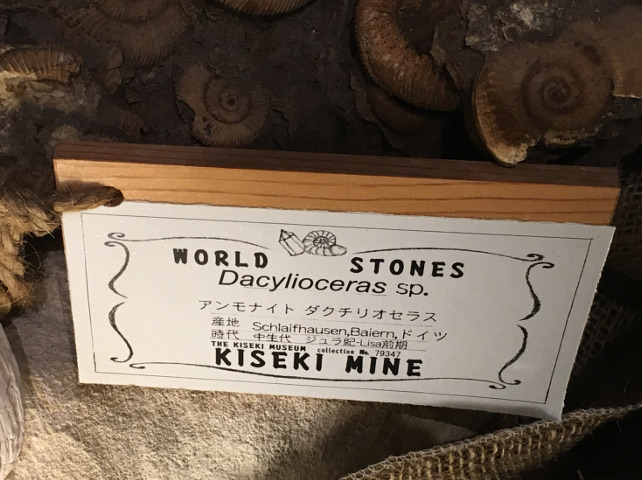 WORLD STONES
Dacylioceras sp.
アンモナイト ダクチリオセラス
産地 Schlaifhausen,Baiern,ドイツ
時代 中生代 ジュラ紀-Lisa前期
THE KISEKI MUSEUM collection No. 79347
KISEKI MINE